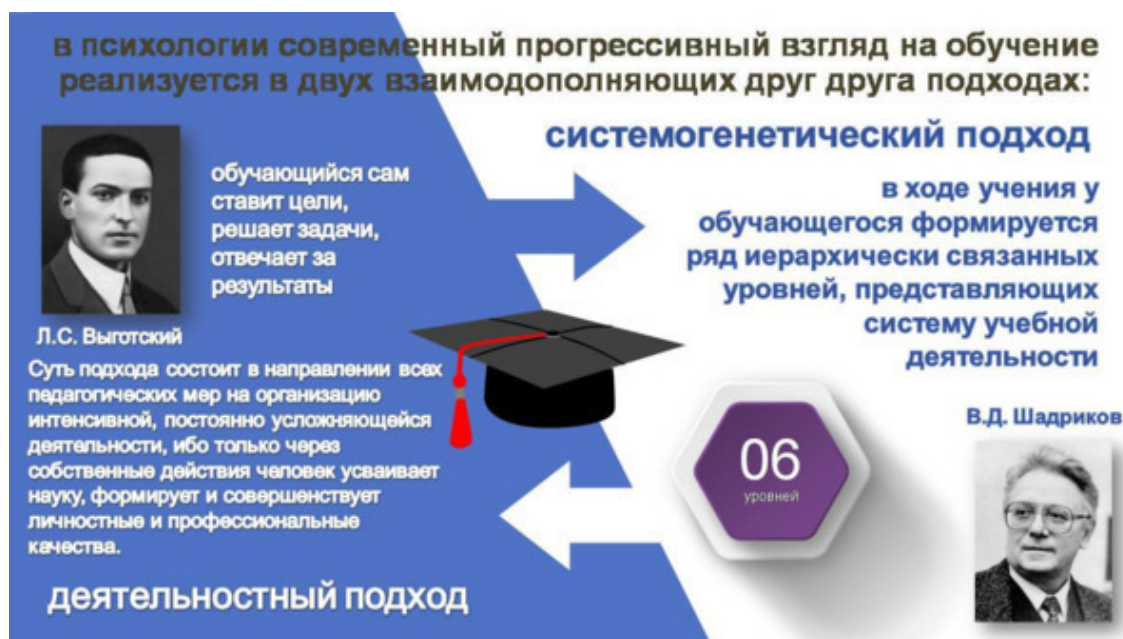 в психологии современный прогрессивный взгляд на обучение
реализуется в двух взаимодополняющих друг друга подходах:
обучающийся сам
ставит цели,
решает задачи,
отвечает за
результаты
Л.С. Выготский
Суть подхода состоит в направлении всех
педагогических мер на организацию
интенсивной, постоянно усложняющейся
деятельности, ибо только через
собственные действия человек усваивает
науку, формирует и совершенствует
личностные и профессиональные
качества.
деятельностный подход
системогенетический подход
в ходе учения у
обучающегося формируется
ряд иерархически связанных
уровней, представляющих
систему учебной
деятельности
В.Д. Шадриков
06
уровней